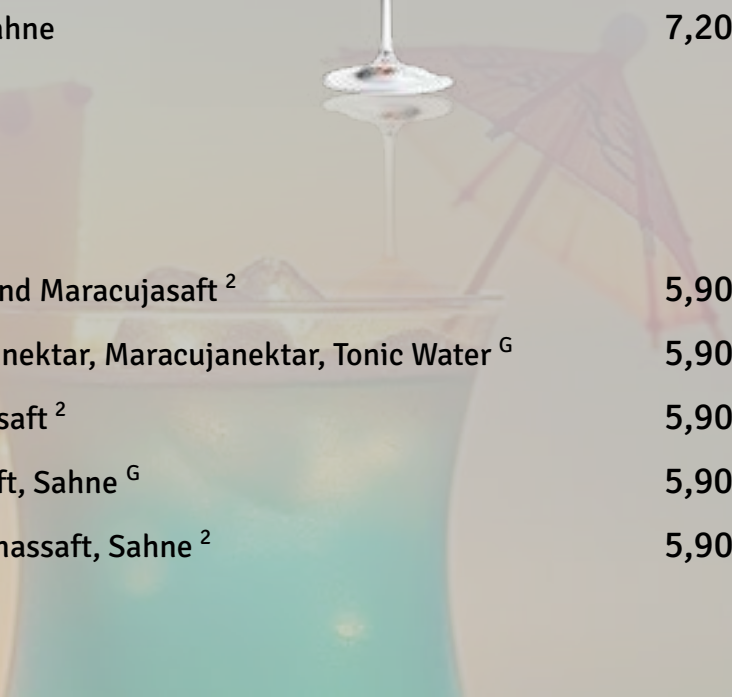 ahne 7,20
nd Maracujasaft ² 5,90
nektar, Maracujanektar, Tonic Water ᴳ 5,90
saft ² 5,90
ft, Sahne ᴳ 5,90
nassaft, Sahne ² 5,90